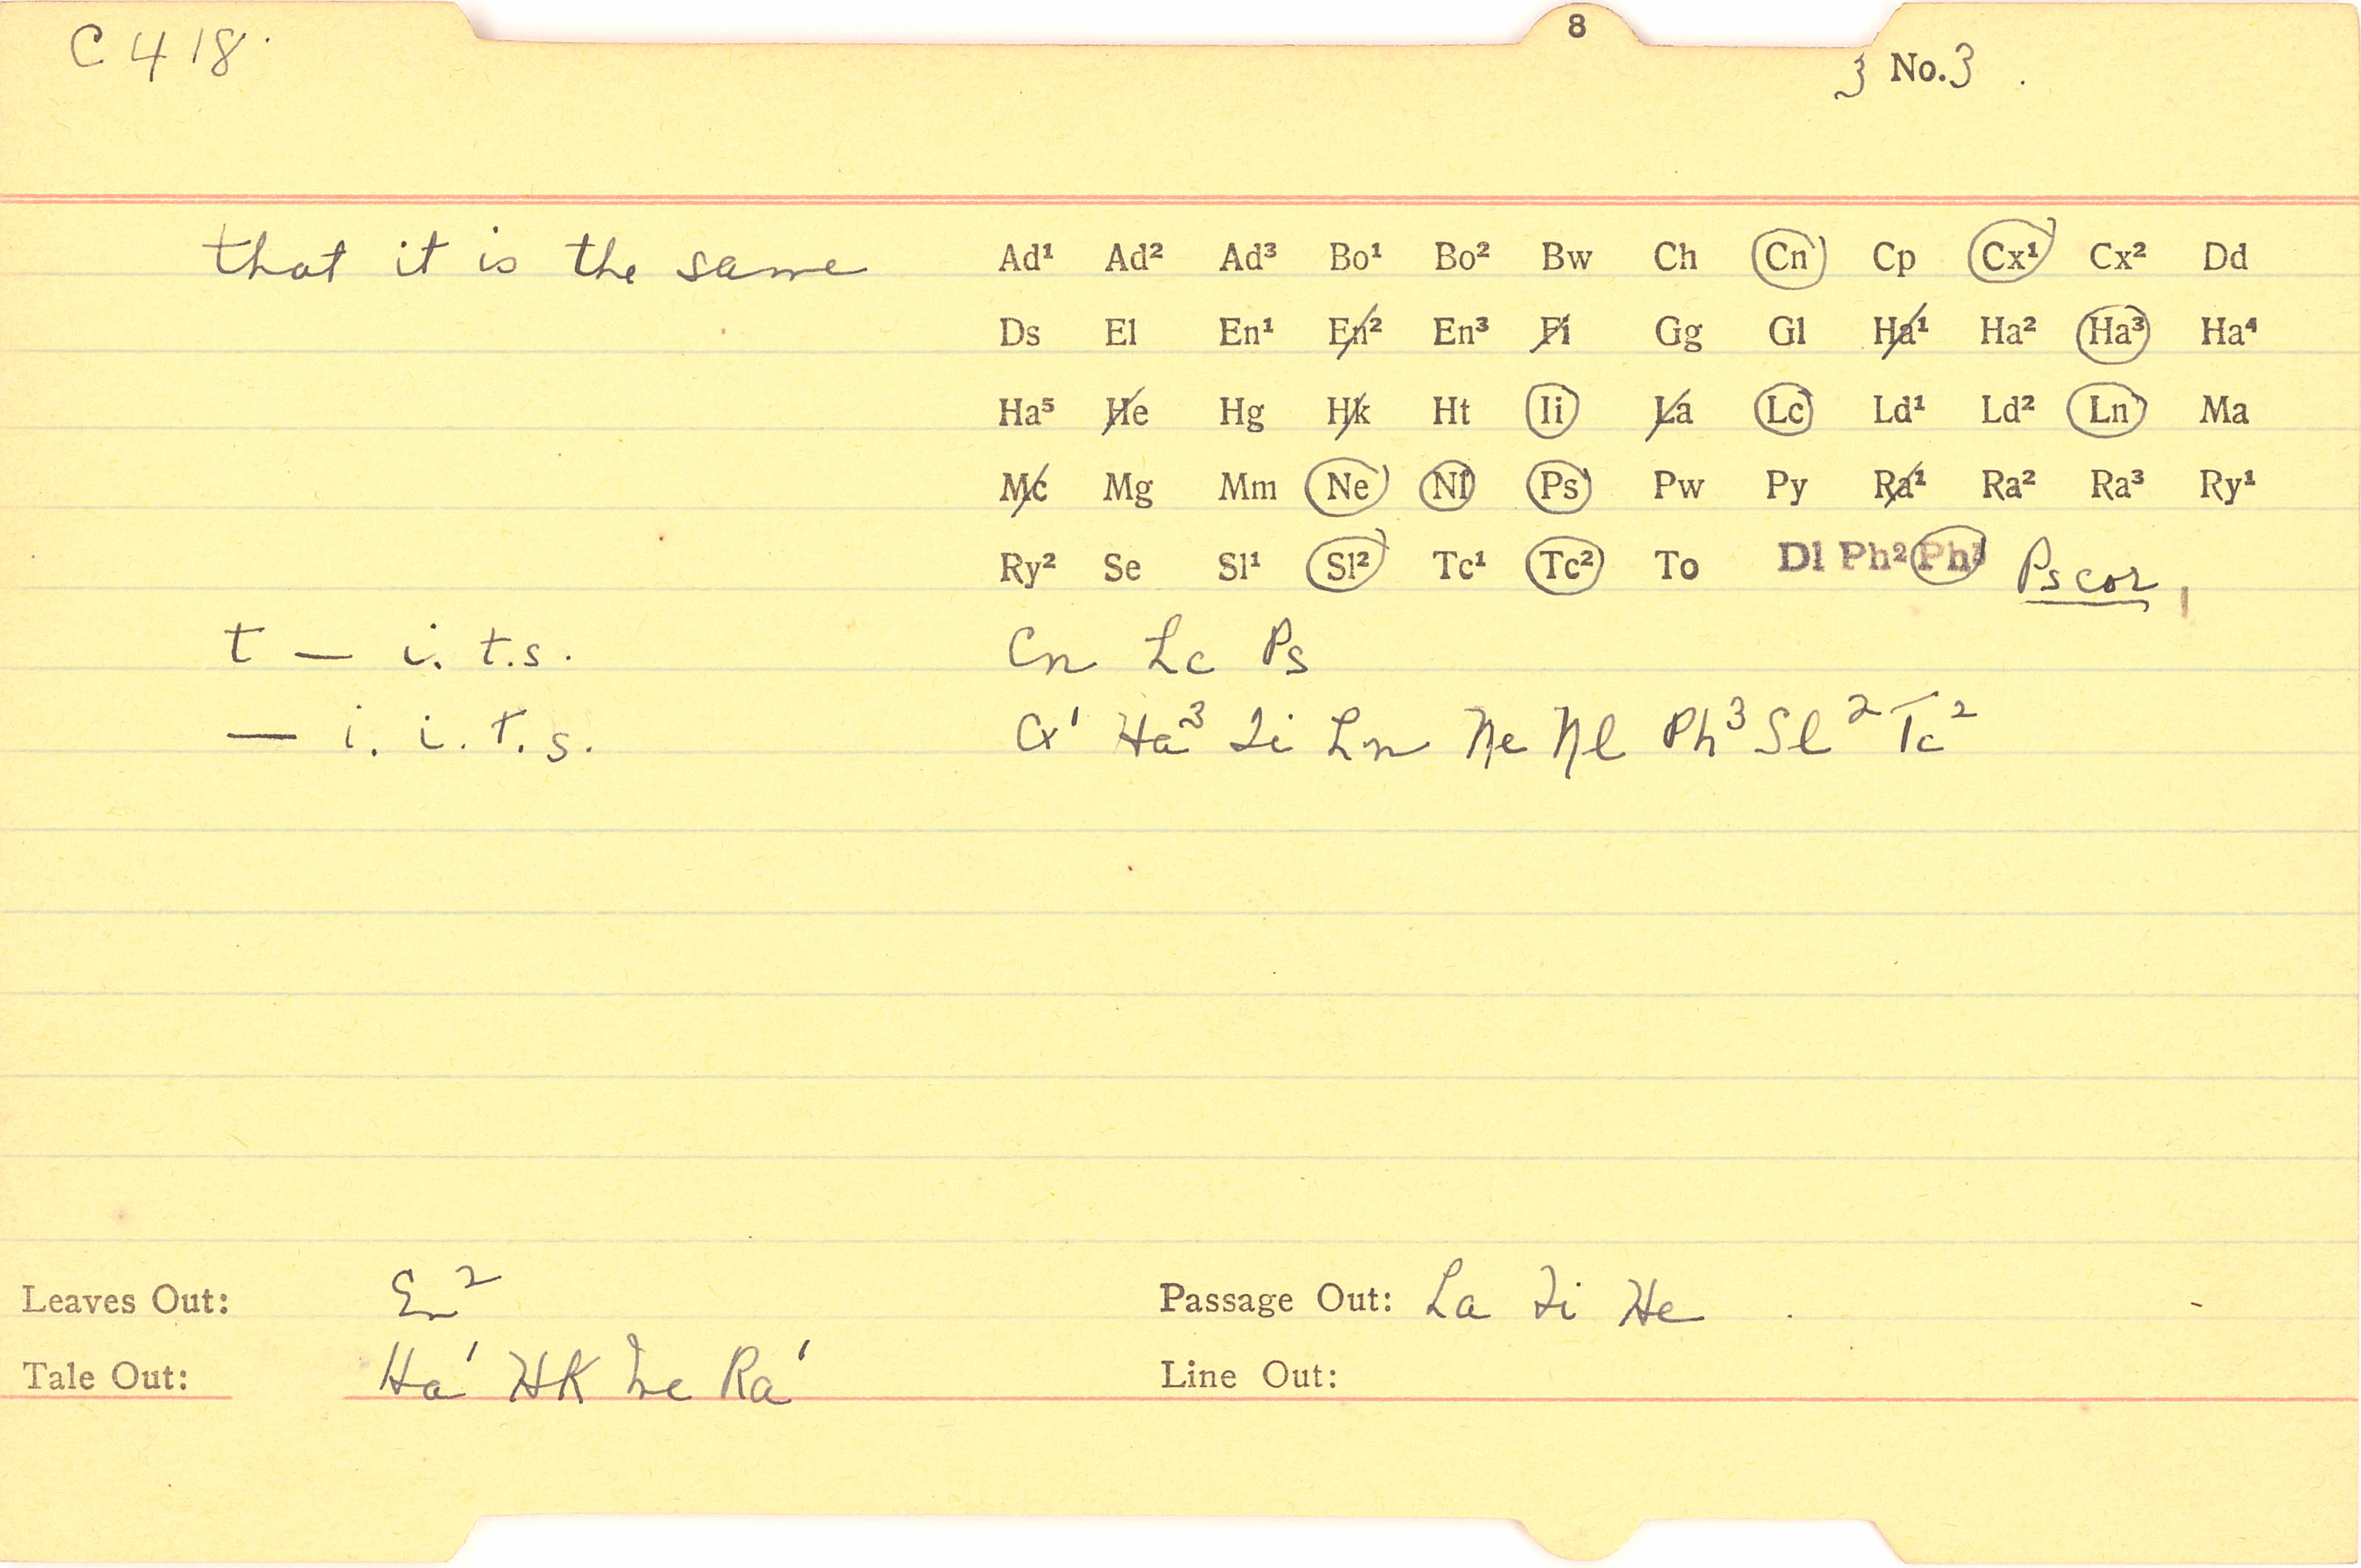 8
C 418.
3 No. 3 .
that it is the same
Ad¹ Ad² Ad³ Bo¹ Bo² Bw Ch Cn Cp Cx¹ Cx² Dd
Ds El En¹ En² En³ Fi Gg Gl Ha¹ Ha² Ha³ Ha⁴
Ha⁵ He Hg Hk Ht Ii La Lc Ld¹ Ld² Ln Ma
Mc Mg Mm Ne Nl Ps Pw Py Ra¹ Ra² Ra³ Ry¹
Ry² Se Sl¹ Sl² Tc¹ Tc² To Dl Ph² Ph³ Ps cor
t — i. t.s. Cn Lc Ps
— i. i. t. s. Cx¹ Ha³ Ii Ln Ne Nl Ph³ Sl² Tc²
Leaves Out: En² Passage Out: La Fi He
Tale Out: Ha¹ Hk Mc Ra¹ Line Out: